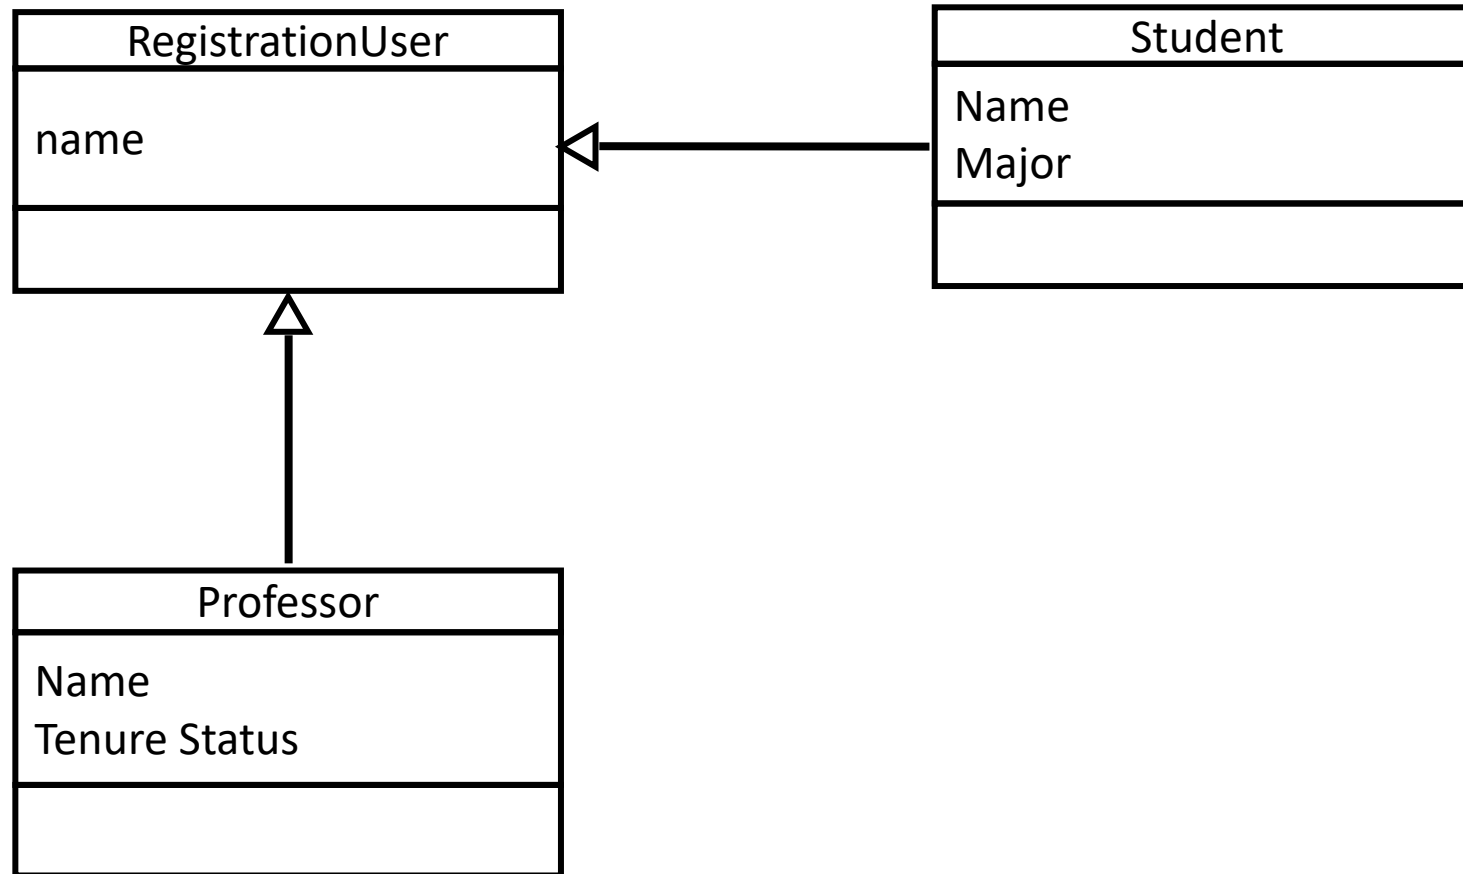 RegistrationUser
name
Student
Name
Major
Professor
Name
Tenure Status